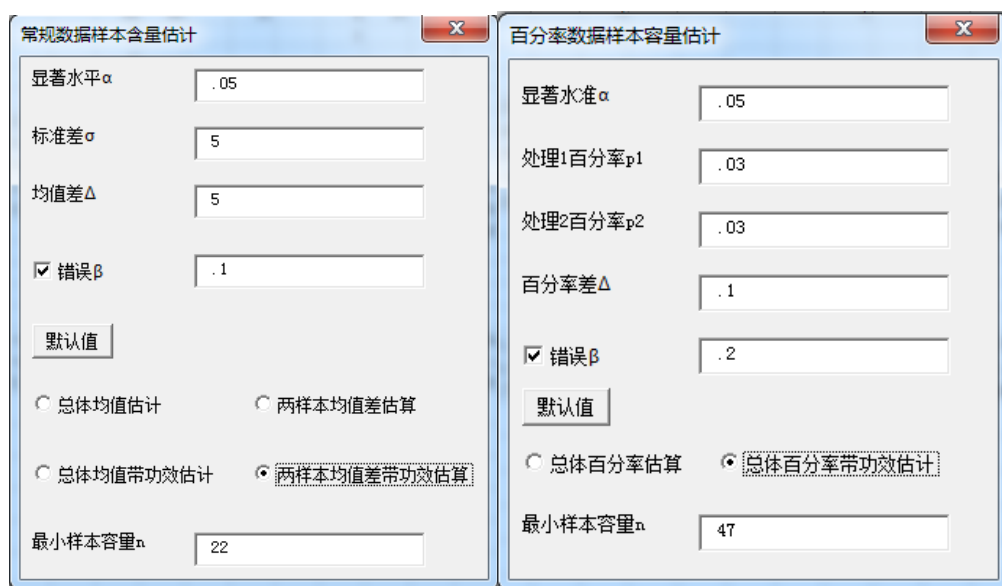 常规数据样本含量估计
显著水平α
.05
标准差σ
5
均值差Δ
5
错误β
.1
默认值
总体均值估计
两样本均值差估算
总体均值带功效估计
两样本均值差带功效估算
最小样本容量n
22
百分率数据样本容量估计
显著水准α
.05
处理1百分率p1
.03
处理2百分率p2
.03
百分率差Δ
.1
错误β
.2
默认值
总体百分率估算
总体百分率带功效估计
最小样本容量n
47